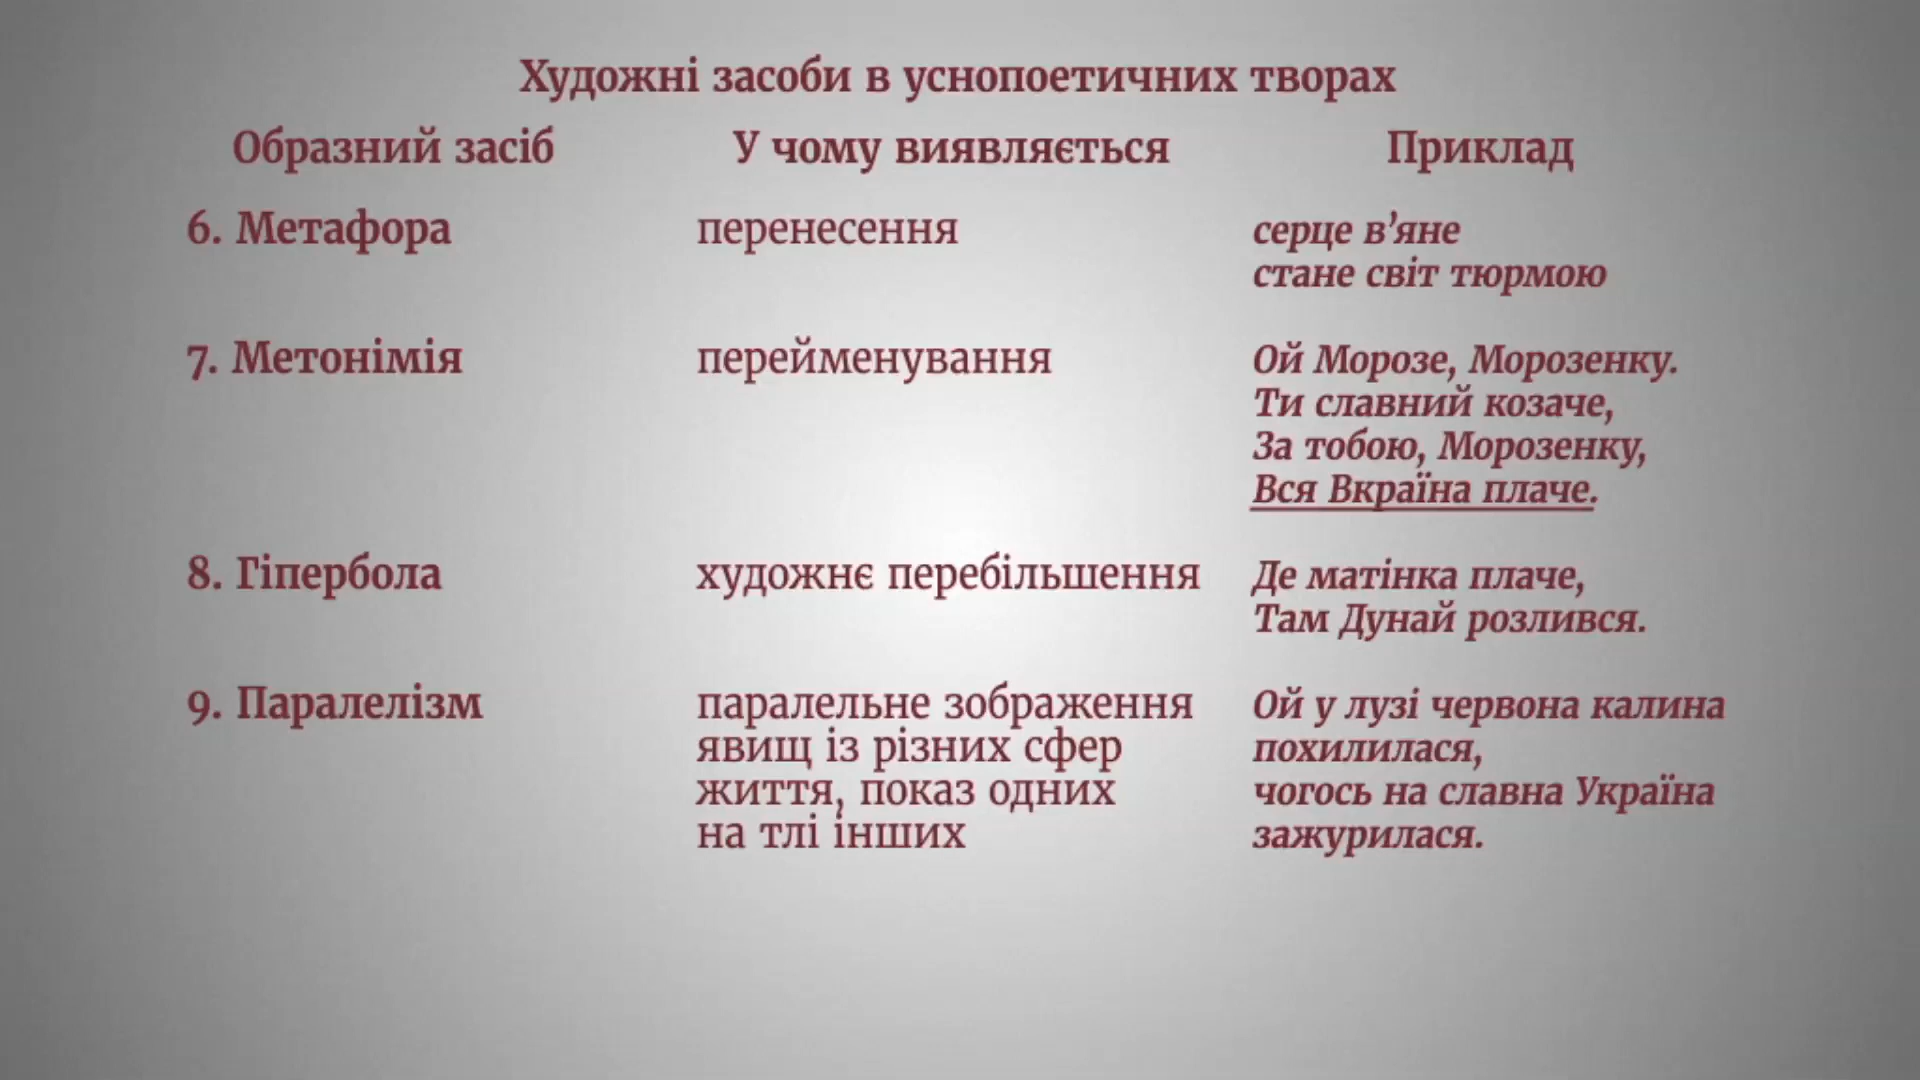 Художні засоби в уснопоетичних творах
Образний засіб У чому виявляється Приклад
6. Метафора перенесення серце в’яне
стане світ тюрмою
7. Метонімія перейменування Ой Морозе, Морозенку.
Ти славний козаче,
За тобою, Морозенку,
Вся Вкраїна плаче.
8. Гіпербола художнє перебільшення Де матінка плаче,
Там Дунай розлився.
9. Паралелізм паралельне зображення Ой у лузі червона калина
явищ із різних сфер похилилася,
життя, показ одних чогось на славна Україна
на тлі інших зажурилася.